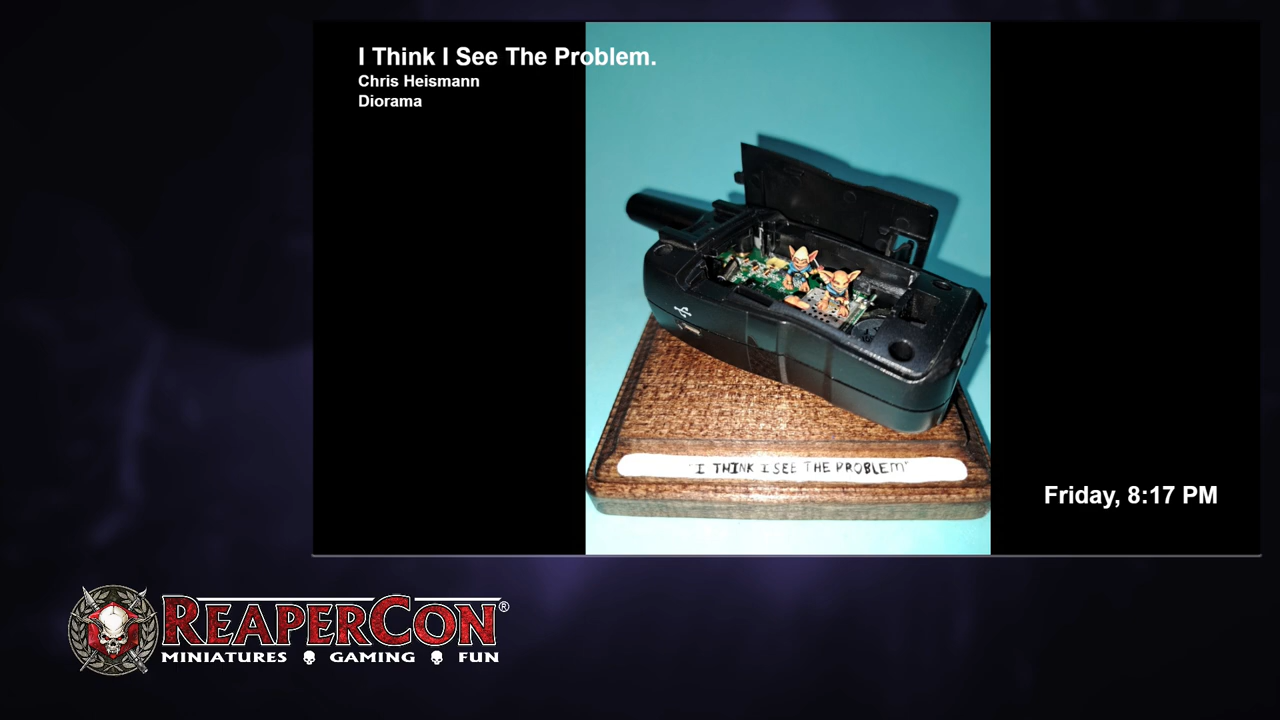 I Think I See The Problem.
Chris Heismann
Diorama
"I THINK I SEE THE PROBLEM"
Friday, 8:17 PM
REAPERCON®
MINIATURES GAMING FUN